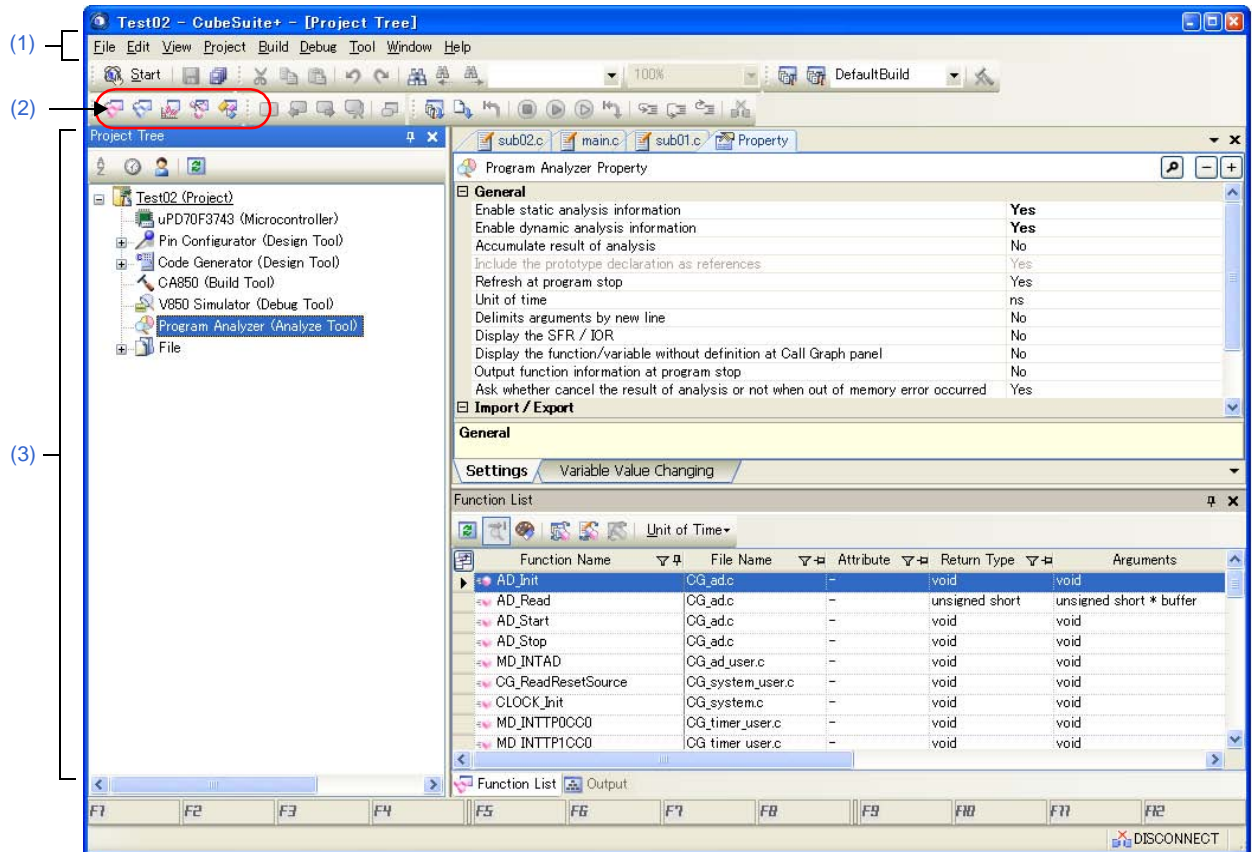 Test02 - CubeSuite+ - [Project Tree]
(1)
File Edit View Project Build Debug Tool Window Help
Start 100% DefaultBuild
(2)
Project Tree
sub02.c main.c sub01.c Property
Program Analyzer Property
Test02 (Project)
uPD70F3743 (Microcontroller)
Pin Configurator (Design Tool)
Code Generator (Design Tool)
CA850 (Build Tool)
V850 Simulator (Debug Tool)
Program Analyzer (Analyze Tool)
File
General
Enable static analysis information Yes
Enable dynamic analysis information Yes
Accumulate result of analysis No
Include the prototype declaration as references Yes
Refresh at program stop Yes
Unit of time ns
Delimits arguments by new line No
Display the SFR / IOR No
Display the function/variable without definition at Call Graph panel No
Output function information at program stop No
Ask whether cancel the result of analysis or not when out of memory error occurred Yes
Import / Export
General
(3)
Settings Variable Value Changing
Function List
Unit of Time
Function Name File Name Attribute Return Type Arguments
AD_Init CG_ad.c - void void
AD_Read CG_ad.c - unsigned short unsigned short * buffer
AD_Start CG_ad.c - void void
AD_Stop CG_ad.c - void void
MD_INTAD CG_ad_user.c - void void
CG_ReadResetSource CG_system_user.c - void void
CLOCK_Init CG_system.c - void void
MD_INTTP0CC0 CG_timer_user.c - void void
MD_INTTP1CC0 CG_timer_user.c - void void
Function List Output
F1 F2 F3 F4 F5 F6 F7 F8 F9 F10 F11 F12
DISCONNECT